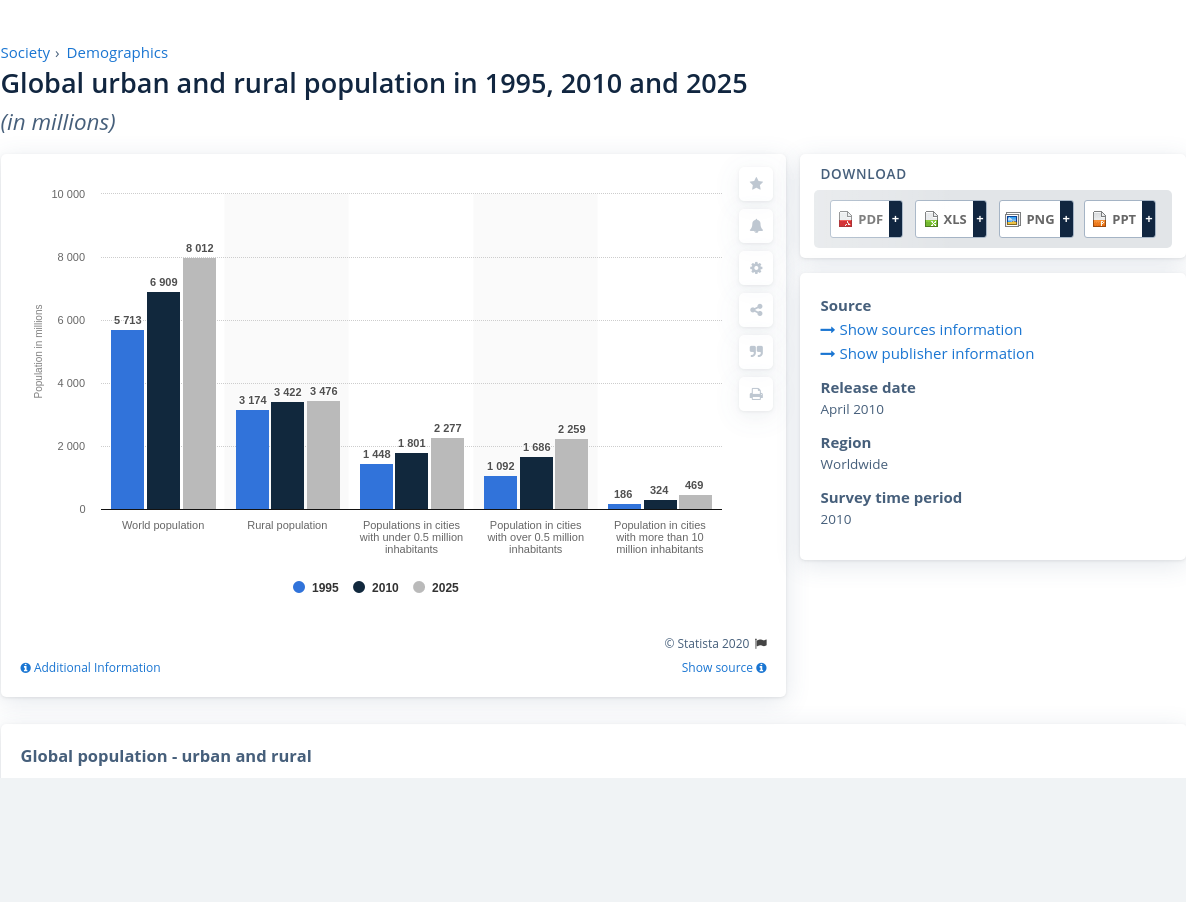 Society › Demographics
Global urban and rural population in 1995, 2010 and 2025
(in millions)
10 000
8 000
6 000
4 000
2 000
0
Population in millions
5 713
6 909
8 012
3 174
3 422
3 476
1 448
1 801
2 277
1 092
1 686
2 259
186
324
469
World population
Rural population
Populations in cities
with under 0.5 million
inhabitants
Population in cities
with over 0.5 million
inhabitants
Population in cities
with more than 10
million inhabitants
1995 2010 2025
© Statista 2020
Additional Information
Show source
DOWNLOAD
PDF + XLS + PNG + PPT +
Source
Show sources information
Show publisher information
Release date
April 2010
Region
Worldwide
Survey time period
2010
Global population - urban and rural